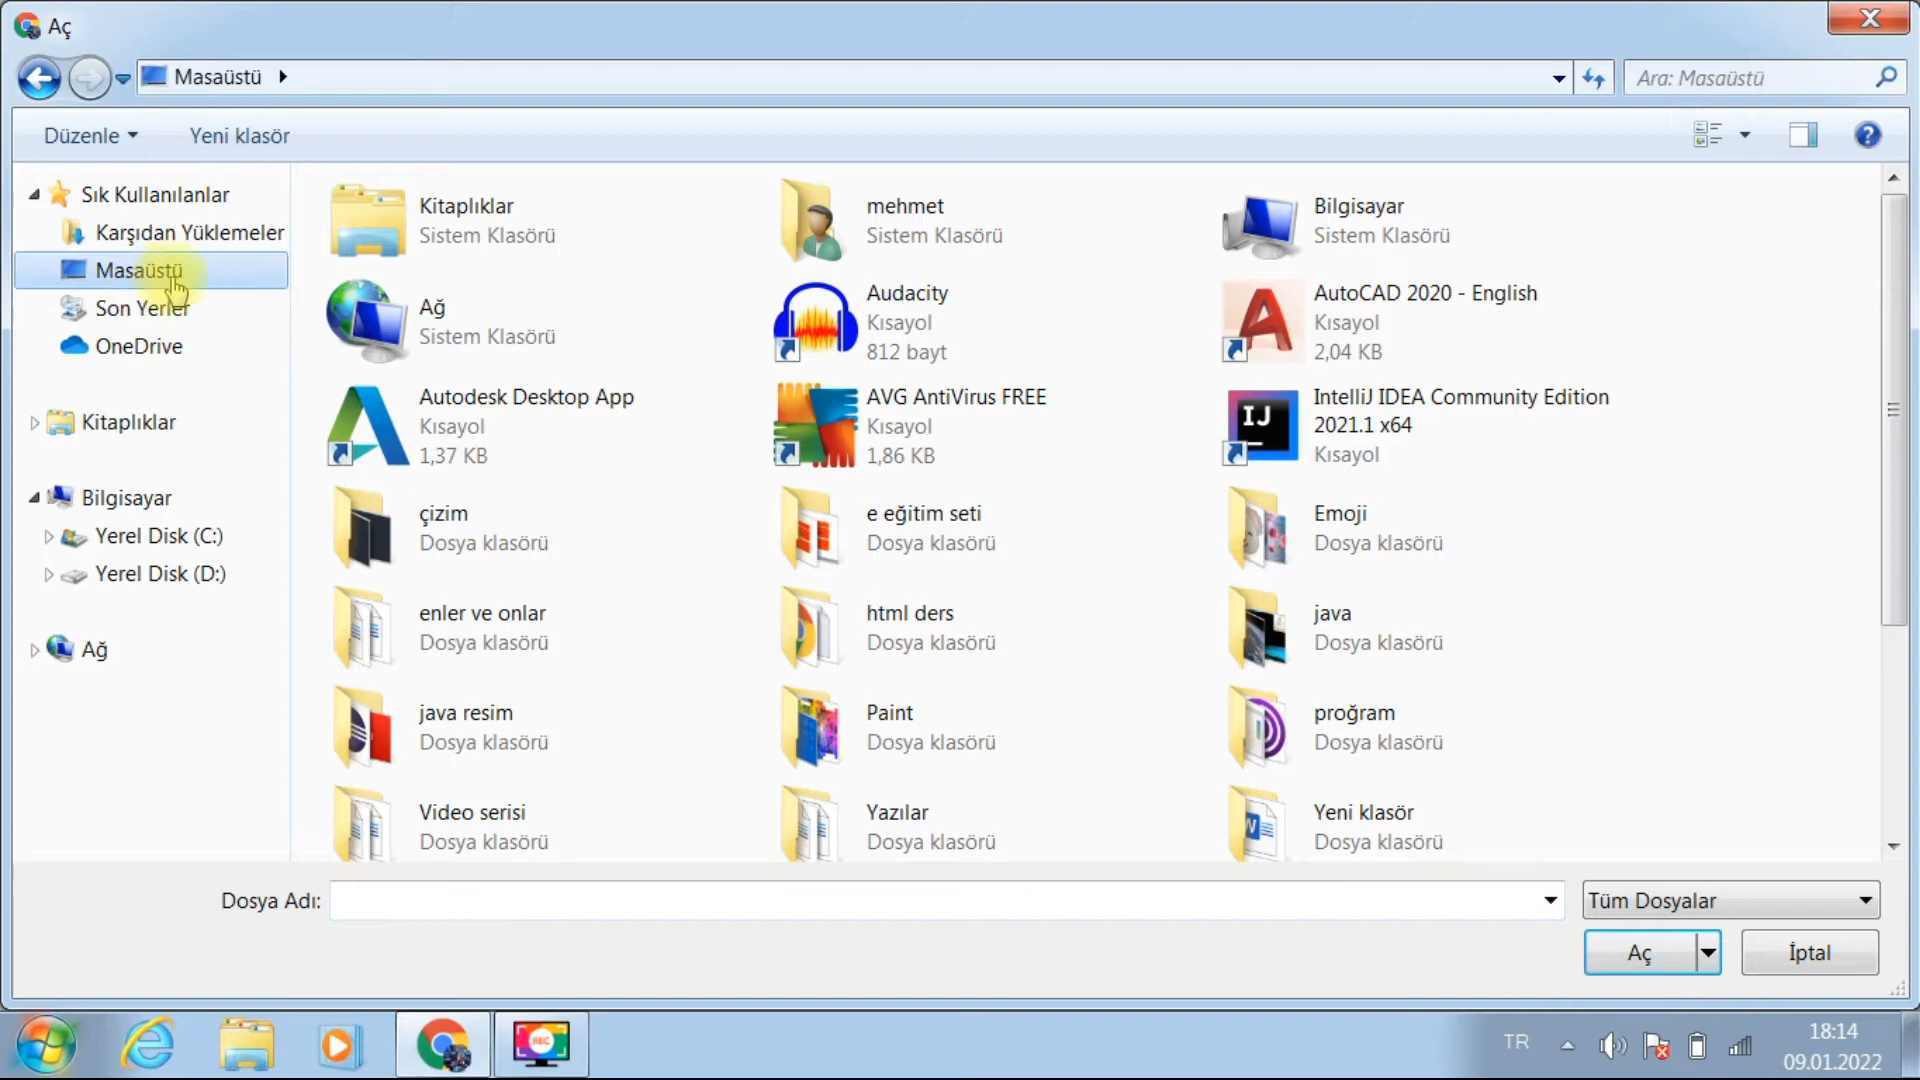 Aç
Masaüstü
Ara: Masaüstü
Düzenle
Yeni klasör
Sık Kullanılanlar
Karşıdan Yüklemeler
Masaüstü
Son Yerler
OneDrive
Kitaplıklar
Bilgisayar
Yerel Disk (C:)
Yerel Disk (D:)
Ağ
Kitaplıklar
Sistem Klasörü
mehmet
Sistem Klasörü
Bilgisayar
Sistem Klasörü
Ağ
Sistem Klasörü
Audacity
Kısayol
812 bayt
AutoCAD 2020 - English
Kısayol
2,04 KB
Autodesk Desktop App
Kısayol
1,37 KB
AVG AntiVirus FREE
Kısayol
1,86 KB
IntelliJ IDEA Community Edition
2021.1 x64
Kısayol
IJ
çizim
Dosya klasörü
e eğitim seti
Dosya klasörü
Emoji
Dosya klasörü
enler ve onlar
Dosya klasörü
html ders
Dosya klasörü
java
Dosya klasörü
java resim
Dosya klasörü
Paint
Dosya klasörü
proğram
Dosya klasörü
Video serisi
Dosya klasörü
Yazılar
Dosya klasörü
Yeni klasör
Dosya klasörü
Dosya Adı:
Tüm Dosyalar
Aç
İptal
REC
TR
18:14
09.01.2022